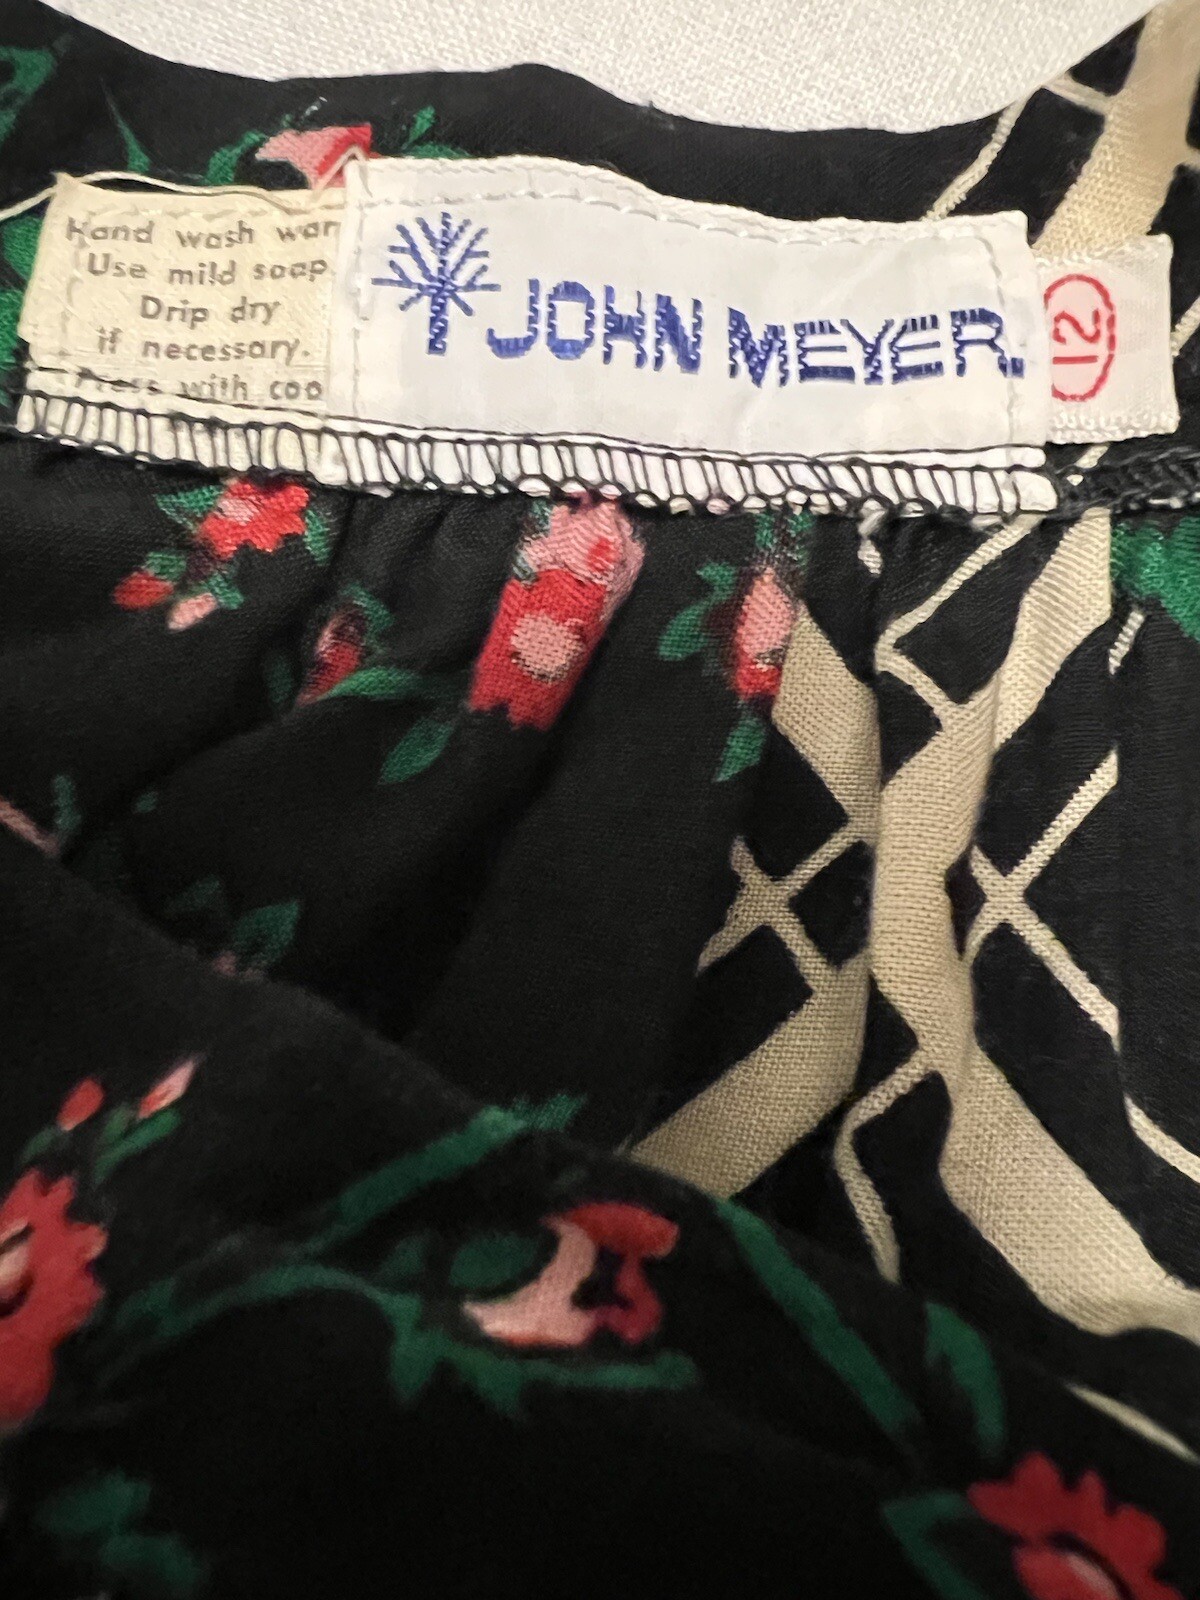 Hand wash war
Use mild soap
Drip dry
if necessary.
Press with coo
JOHN MEYER.
12